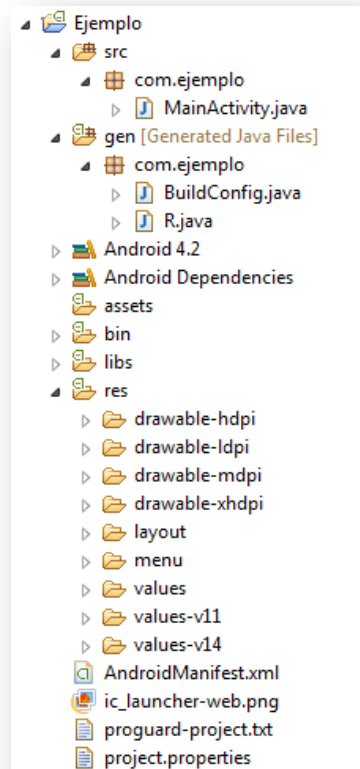 Ejemplo
src
com.ejemplo
MainActivity.java
gen [Generated Java Files]
com.ejemplo
BuildConfig.java
R.java
Android 4.2
Android Dependencies
assets
bin
libs
res
drawable-hdpi
drawable-ldpi
drawable-mdpi
drawable-xhdpi
layout
menu
values
values-v11
values-v14
AndroidManifest.xml
ic_launcher-web.png
proguard-project.txt
project.properties